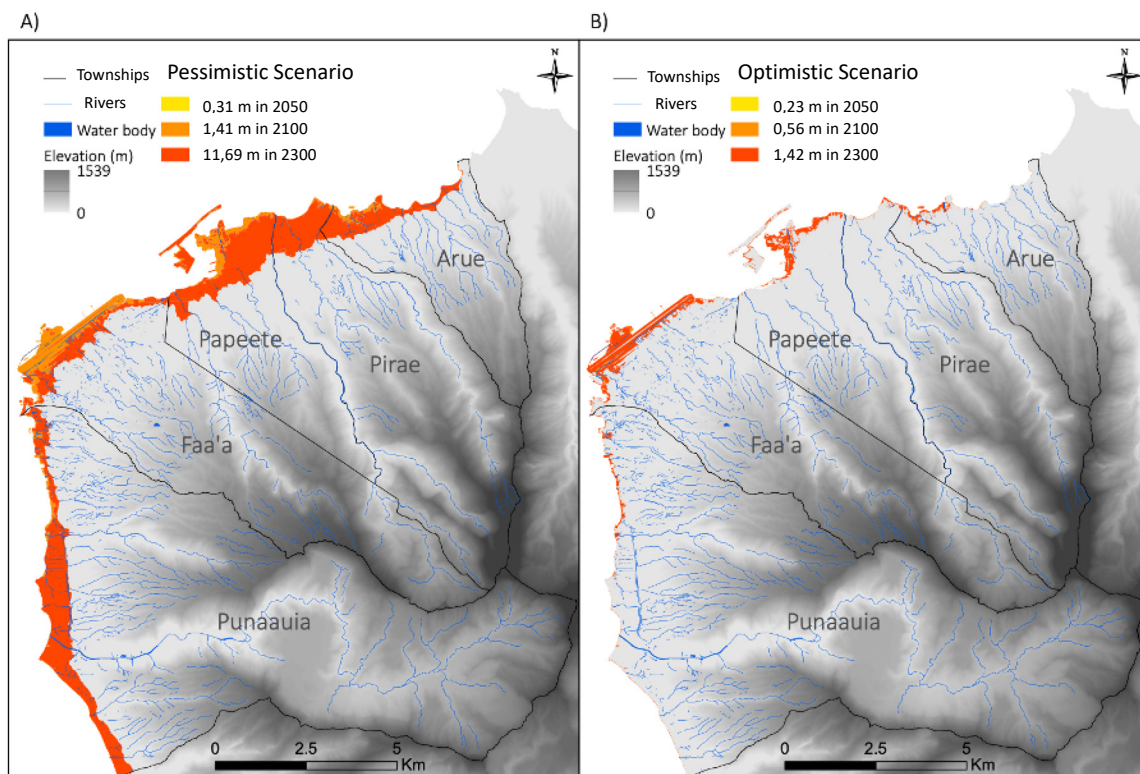 A)
N
Townships
Pessimistic Scenario
Rivers
0,31 m in 2050
Water body
1,41 m in 2100
Elevation (m)
11,69 m in 2300
1539
0
Arue
Papeete
Pirae
Faa'a
Punaauia
0
2.5
5
Km
B)
N
Townships
Optimistic Scenario
Rivers
0,23 m in 2050
Water body
0,56 m in 2100
Elevation (m)
1,42 m in 2300
1539
0
Arue
Papeete
Pirae
Faa'a
Punaauia
0
2.5
5
Km